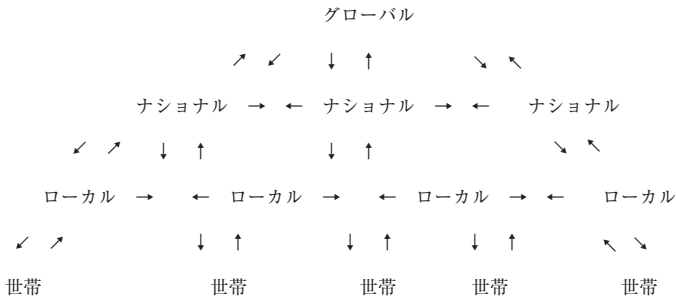 グローバル
↗ ↙ ↓ ↑ ↘ ↖
ナショナル → ← ナショナル → ← ナショナル
↙ ↗ ↓ ↑ ↓ ↑ ↘ ↖
ローカル → ← ローカル → ← ローカル → ← ローカル
↙ ↗ ↓ ↑ ↓ ↑ ↓ ↑ ↖ ↘
世帯 世帯 世帯 世帯 世帯